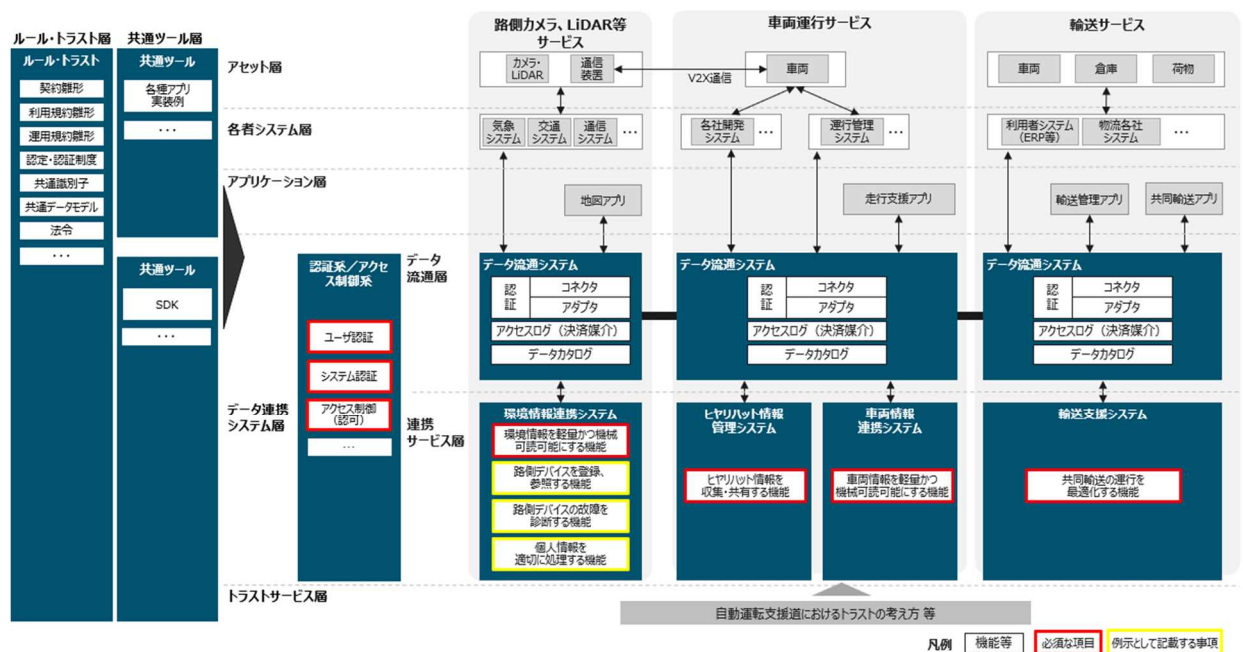 ルール・トラスト層
ルール・トラスト
契約雛形
利用規約雛形
運用規約雛形
認定・認証制度
共通識別子
共通データモデル
法令
・・・
共通ツール層
共通ツール
各種アプリ
実装例
・・・
共通ツール
SDK
・・・
アセット層
各者システム層
アプリケーション層
データ
流通層
データ連携
システム層
連携
サービス層
トラストサービス層
認証系／アクセ
ス制御系
ユーザ認証
システム認証
アクセス制御
（認可）
・・・
路側カメラ、LiDAR等
サービス
カメラ・
LiDAR
通信
装置
V2X通信
気象
システム
交通
システム
通信
システム
・・・
地図アプリ
データ流通システム
認
証
コネクタ
アダプタ
アクセスログ（決済媒介）
データカタログ
環境情報連携システム
環境情報を軽量かつ機械
可読可能にする機能
路側デバイスを登録、
参照する機能
路側デバイスの故障を
診断する機能
個人情報を
適切に処理する機能
車両運行サービス
車両
各社開発
システム
・・・
運行管理
システム
・・・
走行支援アプリ
データ流通システム
認
証
コネクタ
アダプタ
アクセスログ（決済媒介）
データカタログ
ヒヤリハット情報
管理システム
ヒヤリハット情報を
収集・共有する機能
車両情報
連携システム
車両情報を軽量かつ
機械可読可能にする機能
輸送サービス
車両
倉庫
荷物
利用者システム
（ERP等）
物流各社
システム
・・・
輸送管理アプリ
共同輸送アプリ
データ流通システム
認
証
コネクタ
アダプタ
アクセスログ（決済媒介）
データカタログ
輸送支援システム
共同輸送の運行を
最適化する機能
自動運転支援道におけるトラストの考え方 等
凡例
機能等
必須な項目
例示として記載する事項